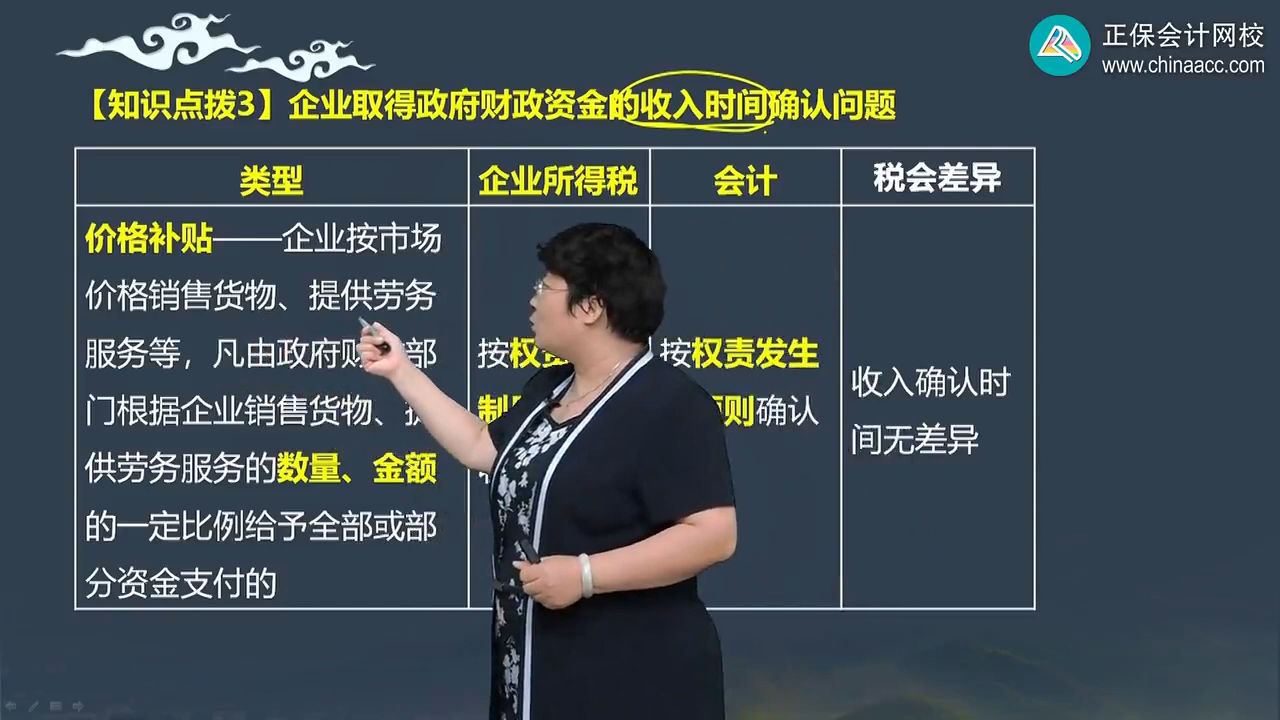 正保会计网校
www.chinaacc.com
【知识点拨3】企业取得政府财政资金的收入时间确认问题
类型
企业所得税
会计
税会差异
价格补贴——企业按市场
价格销售货物、提供劳务
服务等，凡由政府财 部
门根据企业销售货物、
供劳务服务的数量、金额
的一定比例给予全部或部
分资金支付的
按权
制
按权责发生
则确认
收入确认时
间无差异